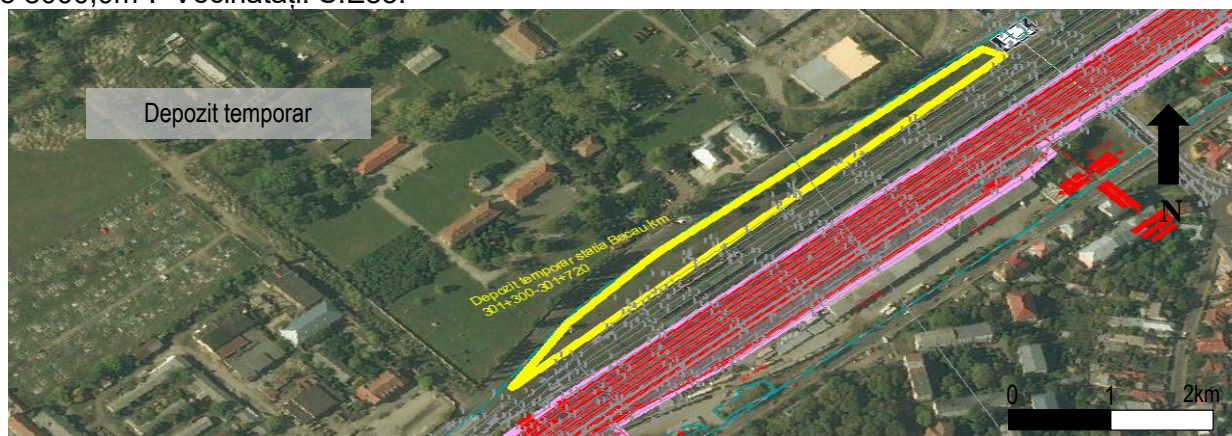 Depozit temporar
Depozit temporar statia Bacau km
301+300-301+720
N
0 1 2km